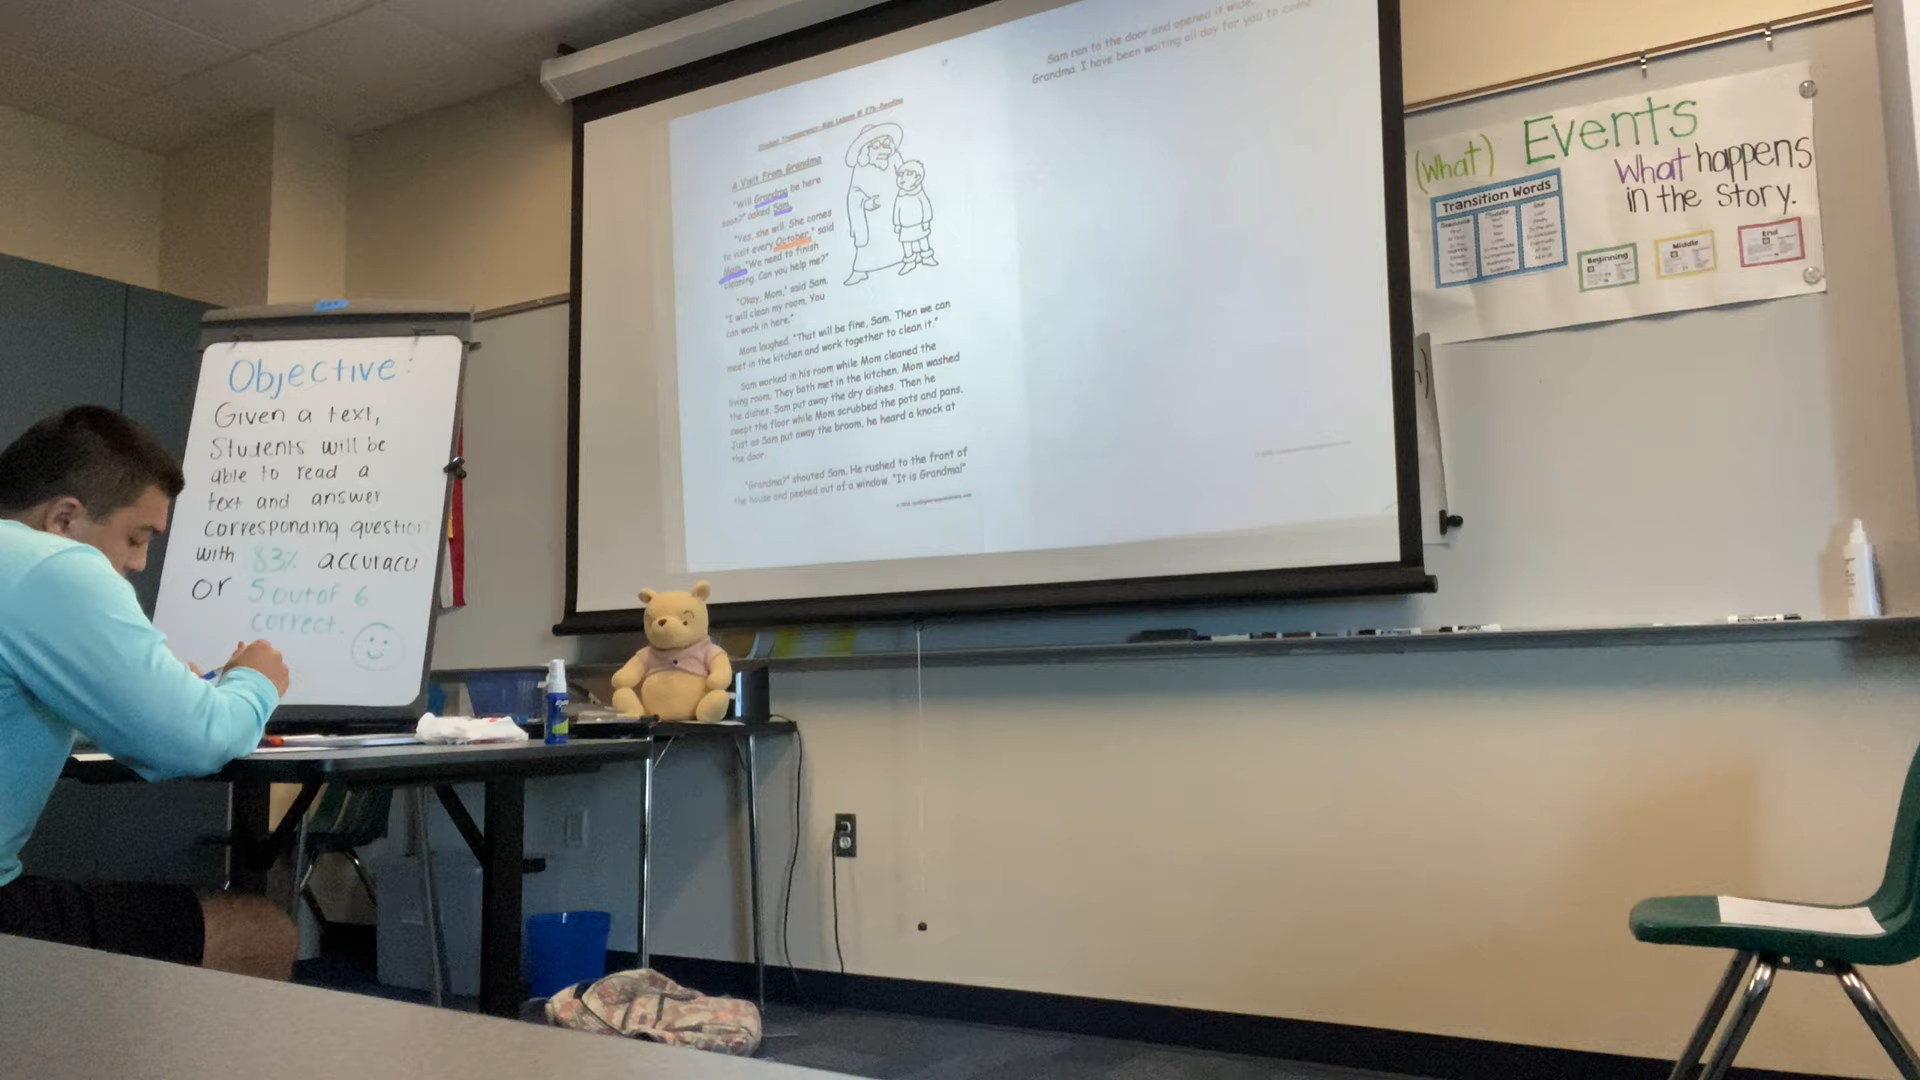 Objective:
Given a text,
Students will be
able to read a
text and answer
corresponding question
with 83% accuracy
or 5 out of 6
correct.
A Visit From Grandma
"Will Grandma be here
soon?" asked Sam.
"Yes, she will. She comes
to visit every October," said
Mom. "We need to finish
cleaning. Can you help me?"
"Okay, Mom," said Sam.
"I will clean my room. You
can work in here."
Mom laughed. "That will be fine, Sam. Then we can
meet in the kitchen and work together to clean it."
Sam worked in his room while Mom cleaned the
living room. They both met in the kitchen. Mom washed
the dishes. Sam put away the dry dishes. Then he
swept the floor while Mom scrubbed the pots and pans.
Just as Sam put away the broom, he heard a knock at
the door.
"Grandma?" shouted Sam. He rushed to the front of
the house and peeked out of a window. "It is Grandma!"
Sam ran to the door and opened it wide.
Grandma. I have been waiting all day for you to come
(What) Events
What happens
in the story.
Transition Words
Beginning
Middle
End